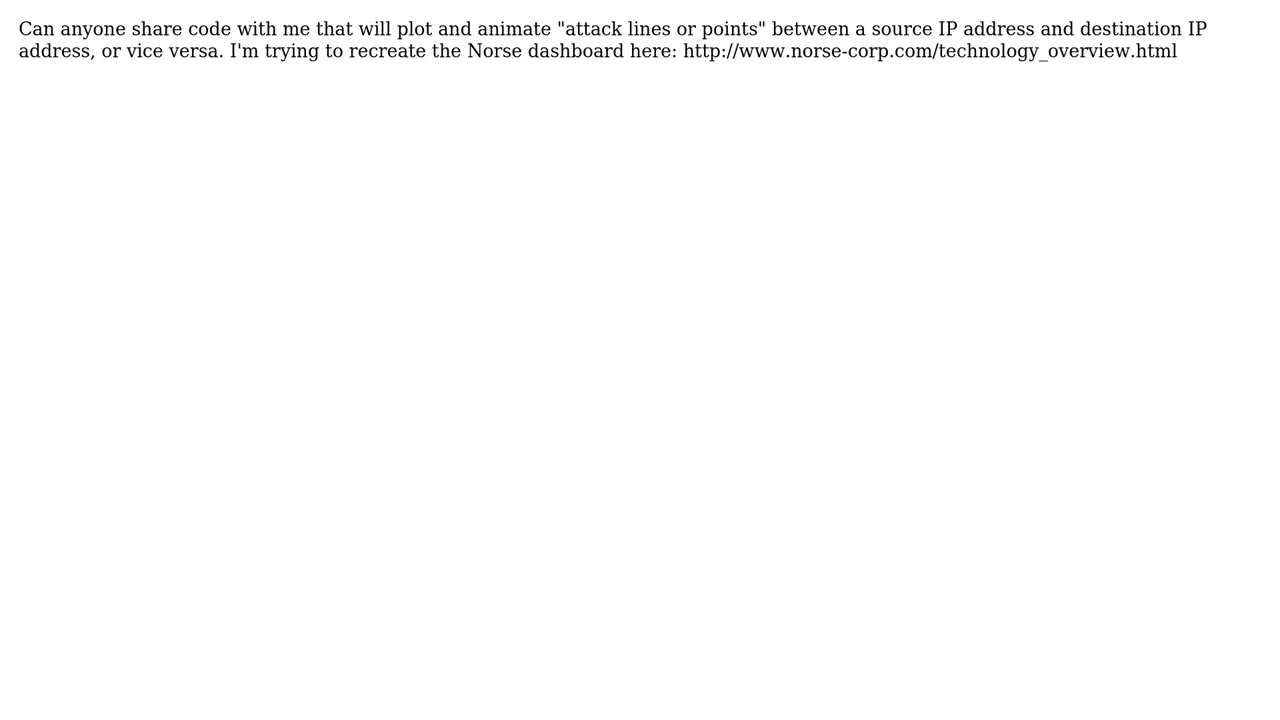 Can anyone share code with me that will plot and animate "attack lines or points" between a source IP address and destination IP
address, or vice versa. I'm trying to recreate the Norse dashboard here: http://www.norse-corp.com/technology_overview.html